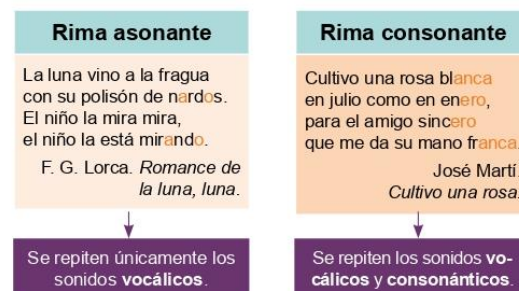 Rima asonante
La luna vino a la fragua
con su polisón de nardos.
El niño la mira mira,
el niño la está mirando.
F. G. Lorca. Romance de
la luna, luna.
Se repiten únicamente los
sonidos vocálicos.
Rima consonante
Cultivo una rosa blanca
en julio como en enero,
para el amigo sincero
que me da su mano franca.
José Martí.
Cultivo una rosa.
Se repiten los sonidos vo-
cálicos y consonánticos.